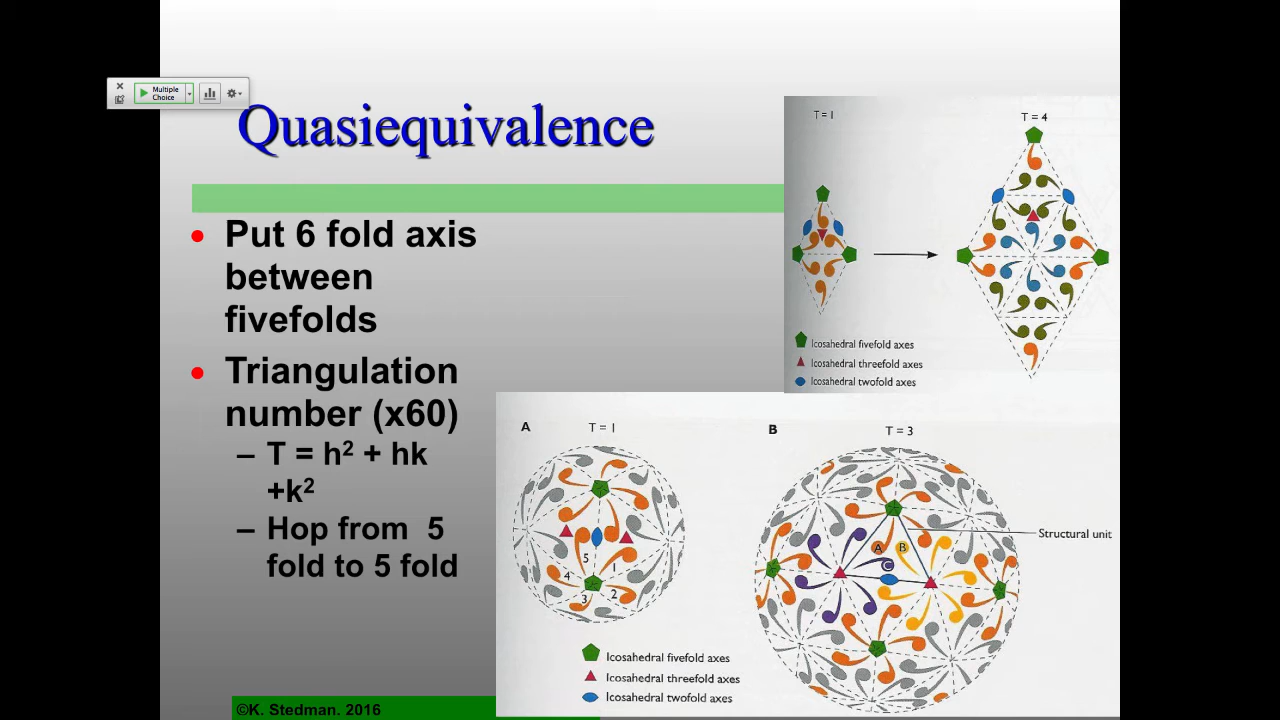 Multiple
Choice
Quasiequivalence
• Put 6 fold axis
between
fivefolds
• Triangulation
number (x60)
– T = h² + hk
+k²
– Hop from 5
fold to 5 fold
T = 1
T = 4
Icosahedral fivefold axes
Icosahedral threefold axes
Icosahedral twofold axes
A
T = 1
B
T = 3
Structural unit
A
B
C
5
4
3
2
Icosahedral fivefold axes
Icosahedral threefold axes
Icosahedral twofold axes
©K. Stedman. 2016